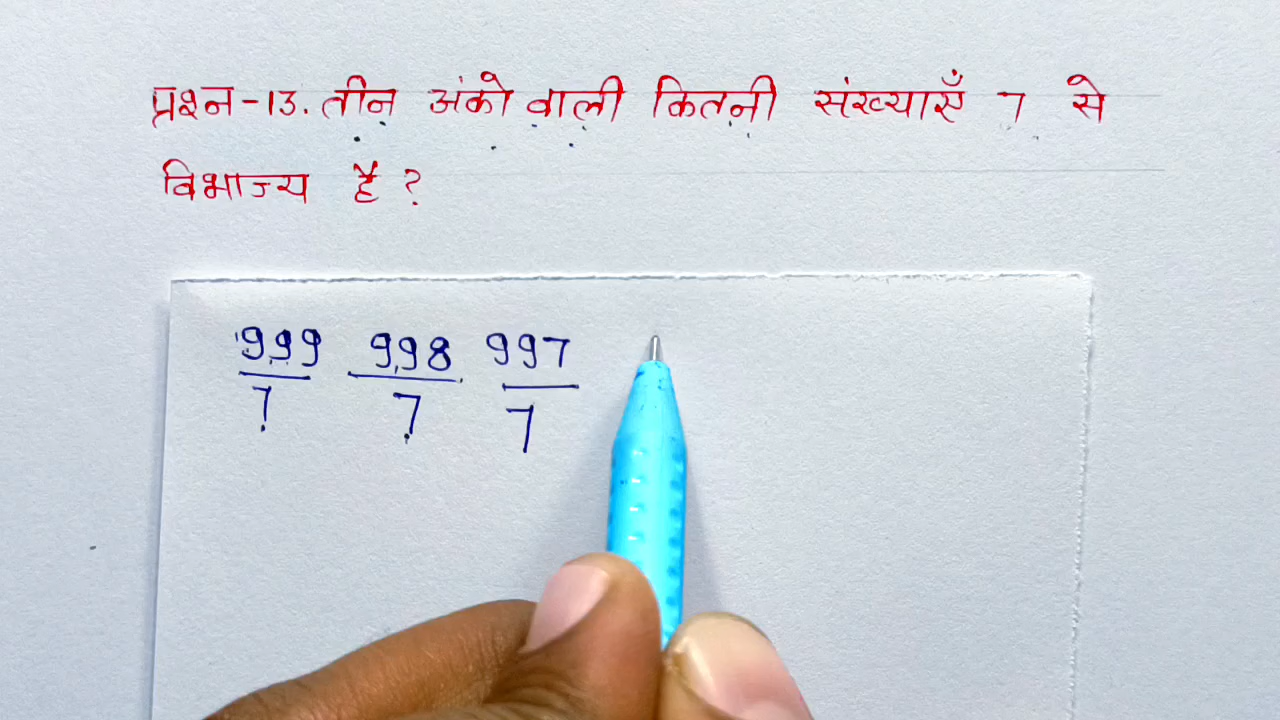 प्रश्न-13. तीन अंको वाली कितनी संख्याएँ 7 से
विभाज्य है ?
999 998 997
7 7 7